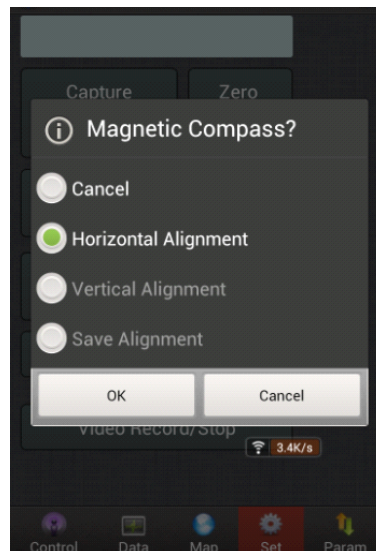 Capture Zero
Magnetic Compass?
Cancel
Horizontal Alignment
Vertical Alignment
Save Alignment
OK Cancel
Video Record/Stop
3.4K/s
Control Data Map Set Param